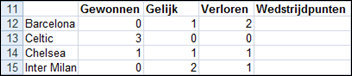 11 Gewonnen Gelijk Verloren Wedstrijdpunten
12 Barcelona 0 1 2
13 Celtic 3 0 0
14 Chelsea 1 1 1
15 Inter Milan 0 2 1